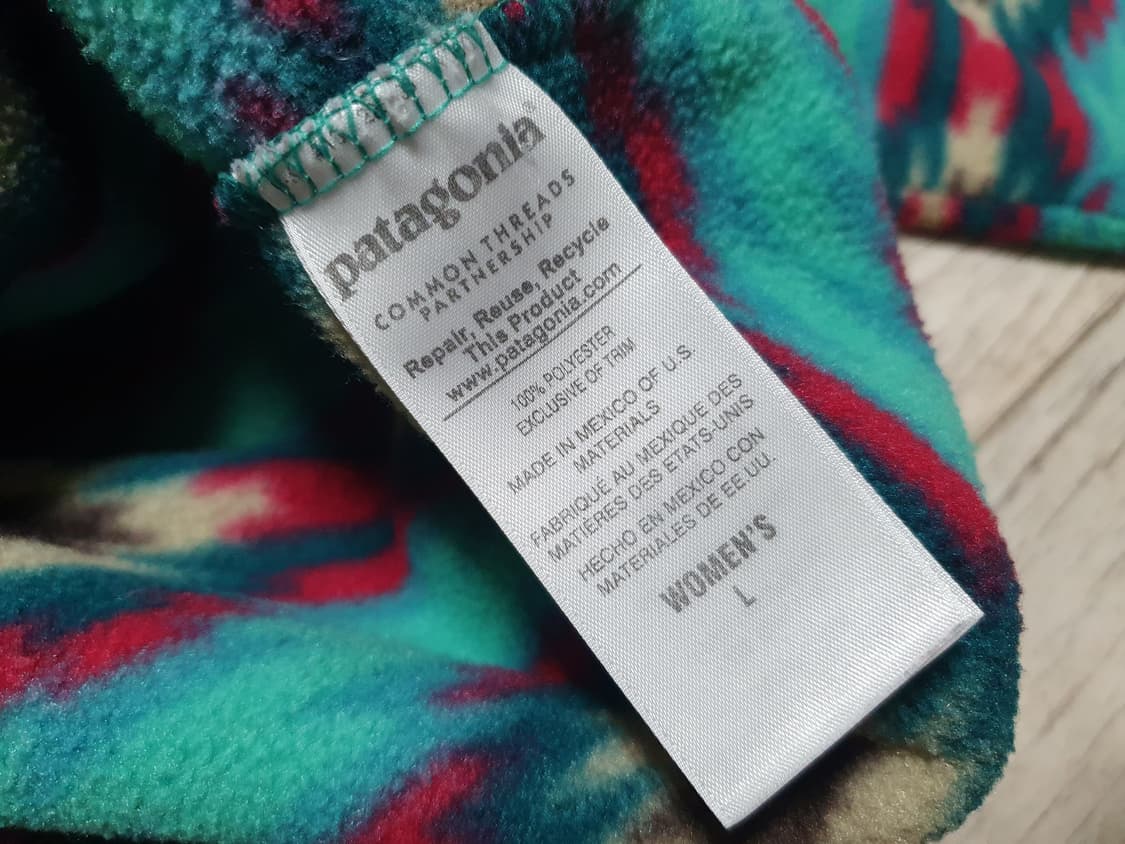 patagonia®
COMMON THREADS
PARTNERSHIP
Repair, Reuse, Recycle
This Product
www.patagonia.com
100% POLYESTER
EXCLUSIVE OF TRIM
MADE IN MEXICO OF U.S.
MATERIALS
FABRIQUÉ AU MEXIQUE DES
MATIÈRES DES ETATS-UNIS
HECHO EN MEXICO CON
MATERIALES DE EE.UU.
WOMEN'S
L